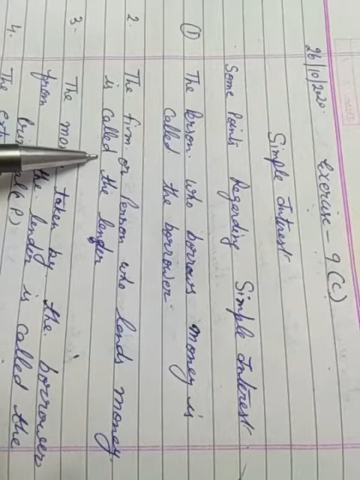 26/10/2020 Exercise - 9 (C)
Simple Interest
Some Points Regarding Simple Interest.
(1) The Person who borrows money is
called the borrower.
2. The firm or Person who lends money
is called the lender
3. The taken by the borrower
from the lender is called the
Principal (P)
4. The